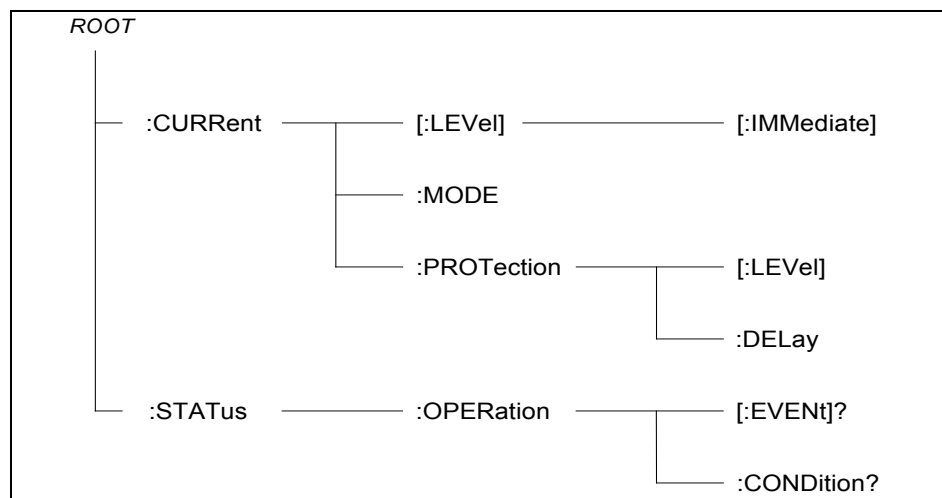 ROOT
:CURRent [:LEVel] [:IMMediate]
:MODE
:PROTection [:LEVel]
:DELay
:STATus :OPERation [:EVENt]?
:CONDition?